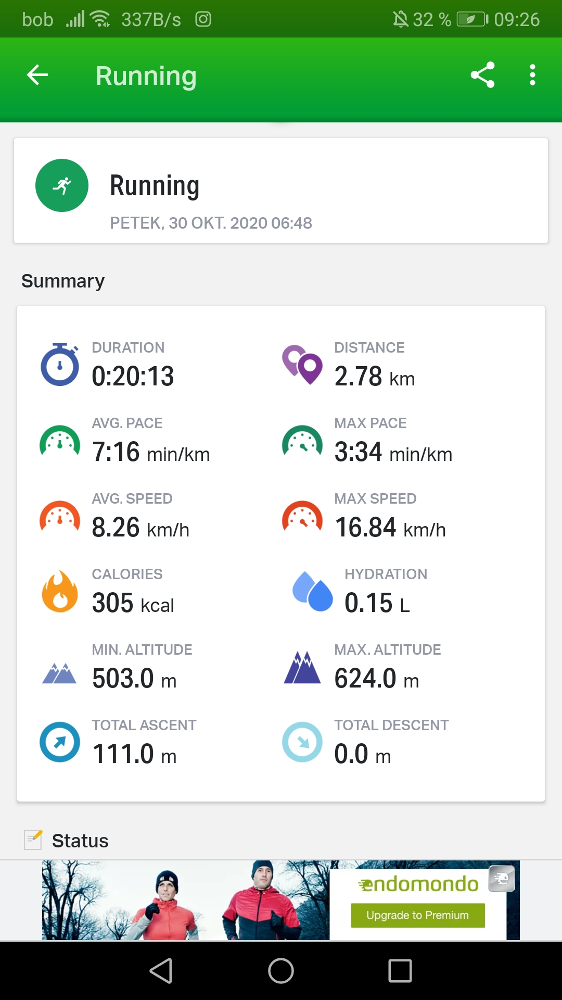 bob 337B/s 32 % 09:26
Running
Running
PETEK, 30 OKT. 2020 06:48
Summary
DURATION DISTANCE
0:20:13 2.78 km
AVG. PACE MAX PACE
7:16 min/km 3:34 min/km
AVG. SPEED MAX SPEED
8.26 km/h 16.84 km/h
CALORIES HYDRATION
305 kcal 0.15 L
MIN. ALTITUDE MAX. ALTITUDE
503.0 m 624.0 m
TOTAL ASCENT TOTAL DESCENT
111.0 m 0.0 m
Status
endomondo
Upgrade to Premium